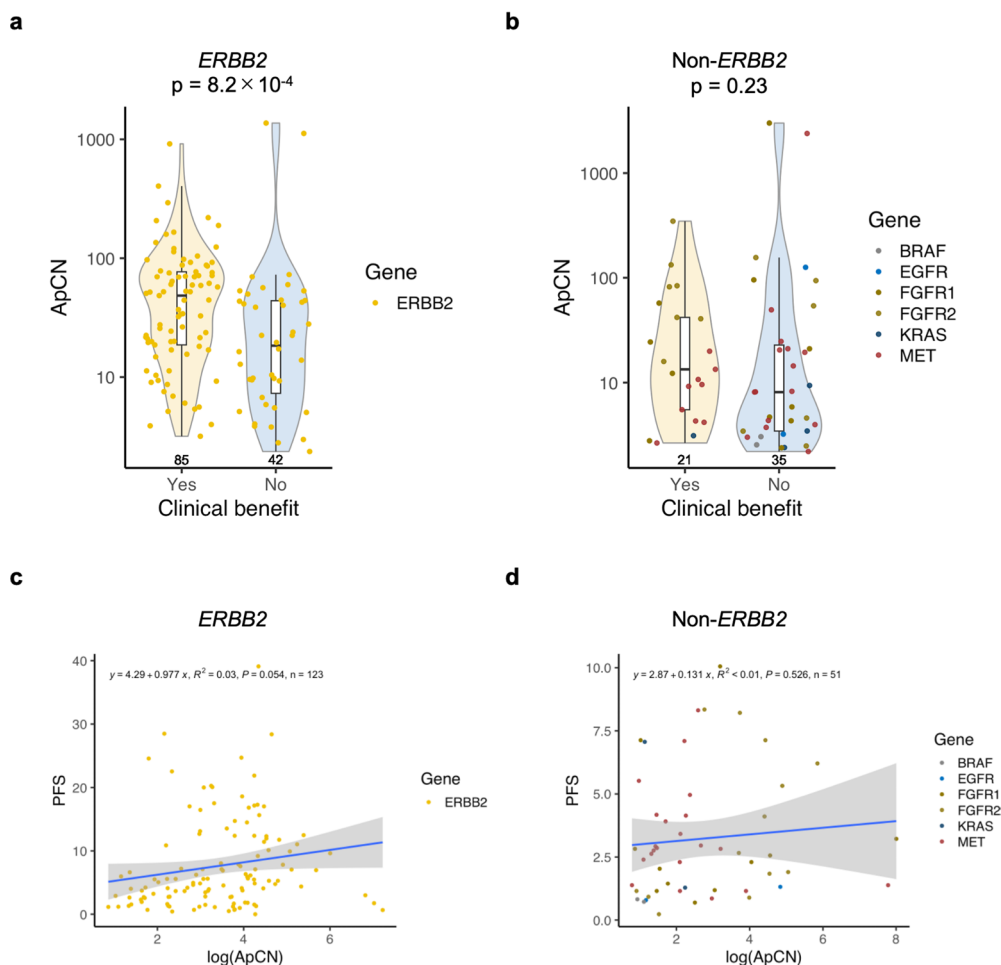 a
ERBB2
p = 8.2×10⁻⁴
ApCN
1000
100
10
85
42
Yes
No
Clinical benefit
Gene
ERBB2
b
Non-ERBB2
p = 0.23
ApCN
1000
100
10
21
35
Yes
No
Clinical benefit
Gene
BRAF
EGFR
FGFR1
FGFR2
KRAS
MET
c
ERBB2
y = 4.29 + 0.977 x, R² = 0.03, P = 0.054, n = 123
PFS
40
30
20
10
0
2
4
6
log(ApCN)
Gene
ERBB2
d
Non-ERBB2
y = 2.87 + 0.131 x, R² < 0.01, P = 0.526, n = 51
PFS
10.0
7.5
5.0
2.5
0.0
2
4
6
8
log(ApCN)
Gene
BRAF
EGFR
FGFR1
FGFR2
KRAS
MET